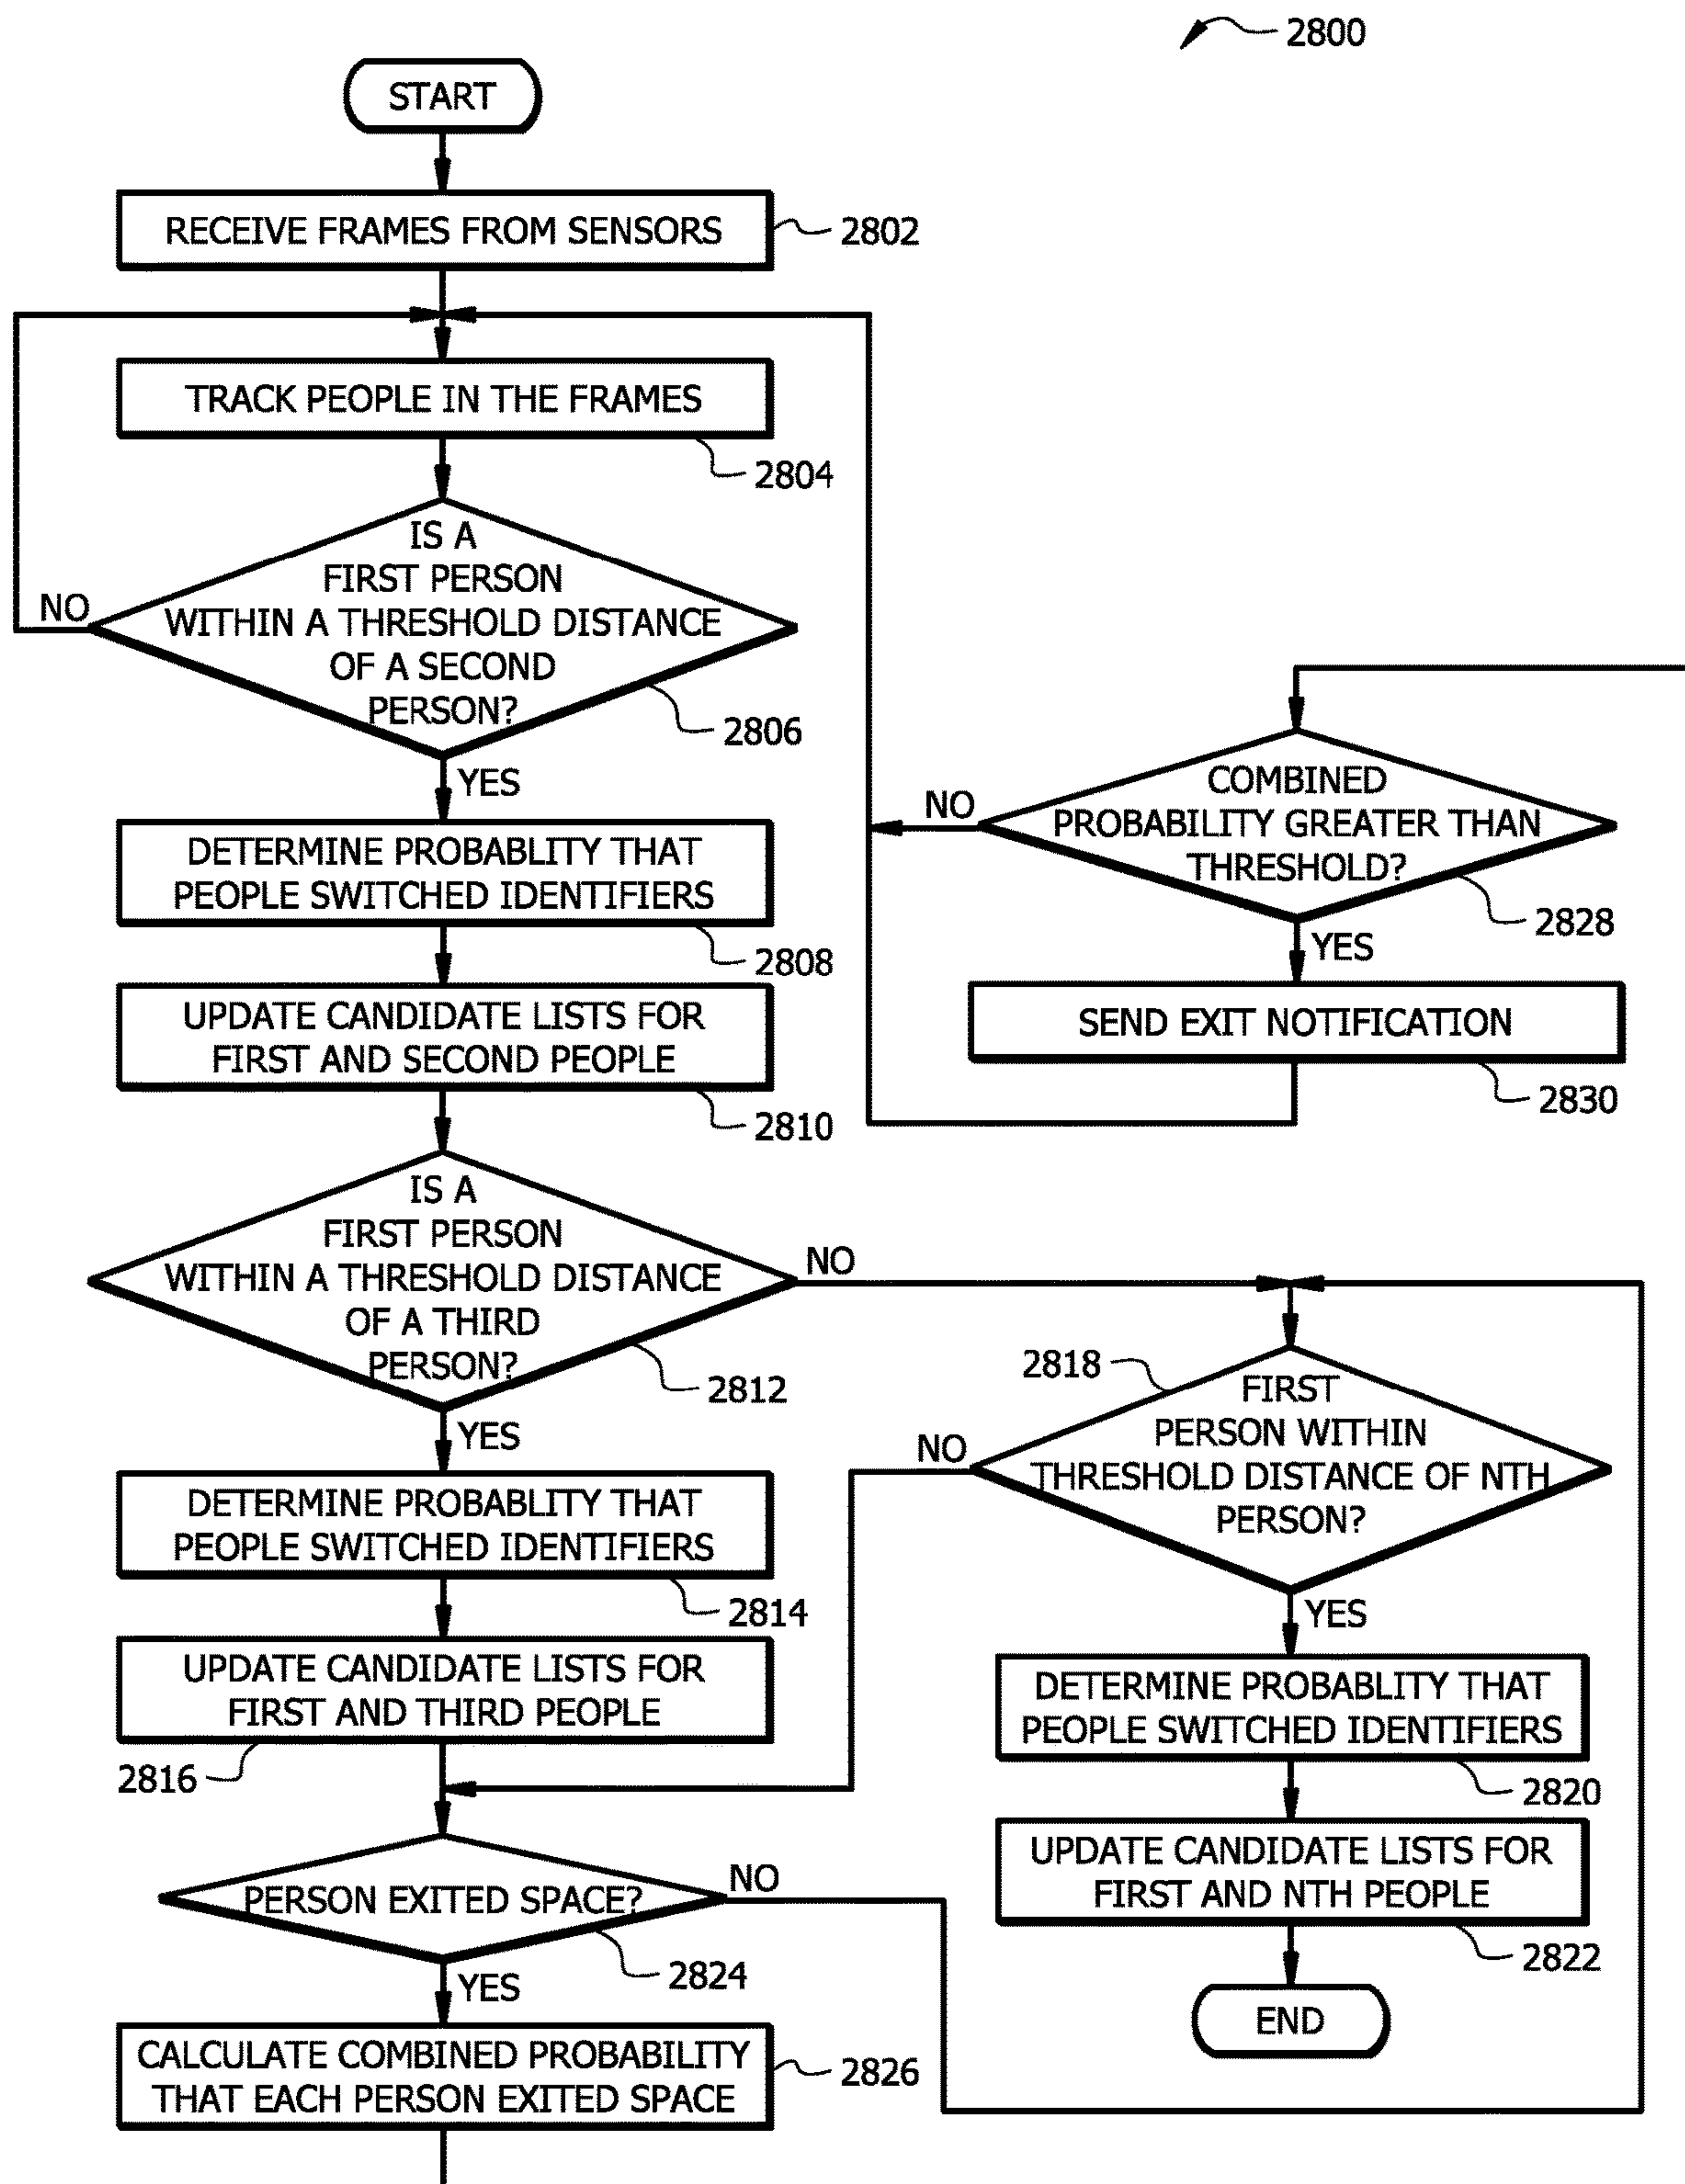 2800
START
RECEIVE FRAMES FROM SENSORS
2802
TRACK PEOPLE IN THE FRAMES
2804
IS A
FIRST PERSON
WITHIN A THRESHOLD DISTANCE
OF A SECOND
PERSON?
NO
2806
YES
DETERMINE PROBABLITY THAT
PEOPLE SWITCHED IDENTIFIERS
2808
UPDATE CANDIDATE LISTS FOR
FIRST AND SECOND PEOPLE
2810
IS A
FIRST PERSON
WITHIN A THRESHOLD DISTANCE
OF A THIRD
PERSON?
NO
2812
YES
DETERMINE PROBABLITY THAT
PEOPLE SWITCHED IDENTIFIERS
2814
UPDATE CANDIDATE LISTS FOR
FIRST AND THIRD PEOPLE
2816
PERSON EXITED SPACE?
NO
2824
YES
CALCULATE COMBINED PROBABILITY
THAT EACH PERSON EXITED SPACE
2826
COMBINED
PROBABILITY GREATER THAN
THRESHOLD?
NO
2828
YES
SEND EXIT NOTIFICATION
2830
2818
FIRST
PERSON WITHIN
THRESHOLD DISTANCE OF NTH
PERSON?
NO
YES
DETERMINE PROBABLITY THAT
PEOPLE SWITCHED IDENTIFIERS
2820
UPDATE CANDIDATE LISTS FOR
FIRST AND NTH PEOPLE
2822
END